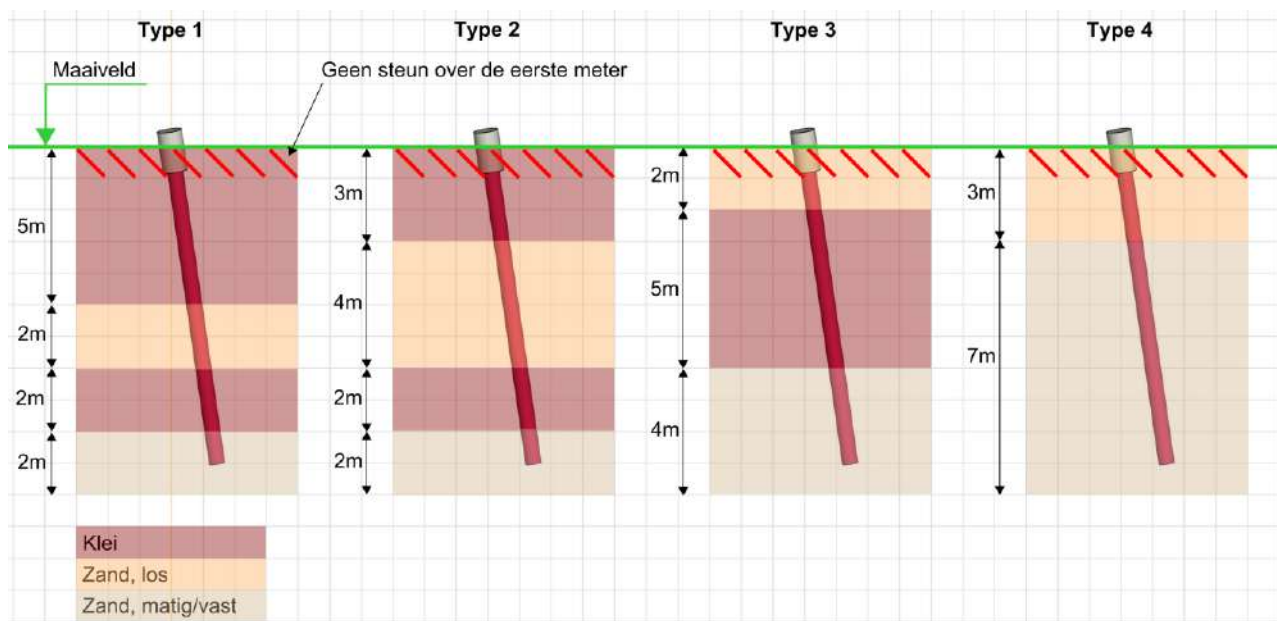 Type 1
Type 2
Type 3
Type 4
Maaiveld
Geen steun over de eerste meter
5m
2m
2m
2m
3m
4m
2m
2m
2m
5m
4m
3m
7m
Klei
Zand, los
Zand, matig/vast